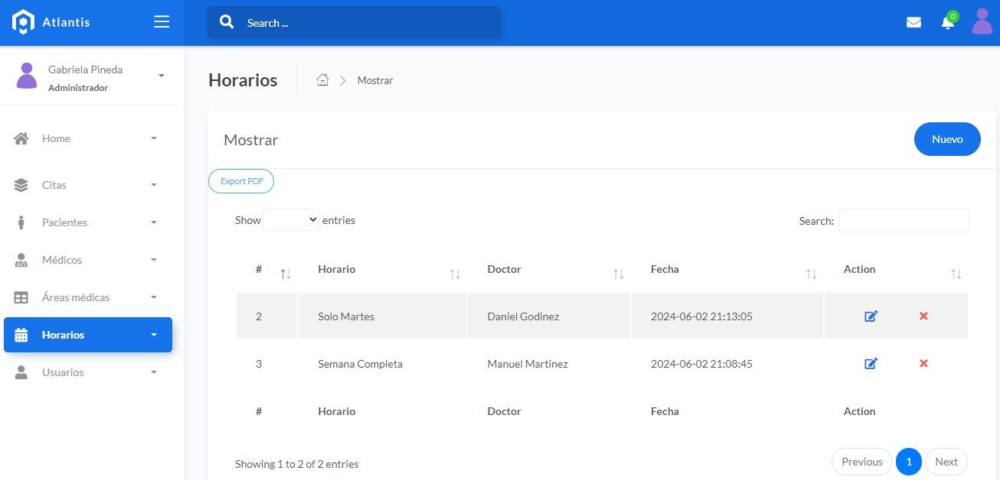 Atlantis
Search ...
0
Gabriela Pineda
Administrador
Home
Citas
Pacientes
Médicos
Áreas médicas
Horarios
Usuarios
Horarios
Mostrar
Mostrar
Nuevo
Export PDF
Show entries
Search:
# Horario Doctor Fecha Action
2 Solo Martes Daniel Godinez 2024-06-02 21:13:05
3 Semana Completa Manuel Martinez 2024-06-02 21:08:45
# Horario Doctor Fecha Action
Showing 1 to 2 of 2 entries
Previous 1 Next